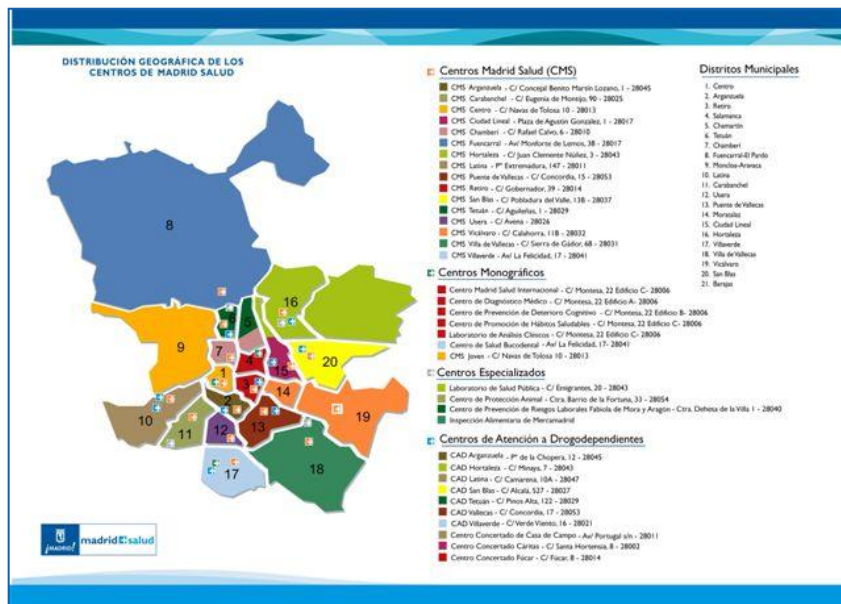 DISTRIBUCIÓN GEOGRÁFICA DE LOS
CENTROS DE MADRID SALUD
8
16
6
5
9
7
4
15
20
1
3
2
14
19
10
11
12
13
17
18
¡MADRID!
madrid salud
Centros Madrid Salud (CMS)
CMS Arganzuela - C/ Concejal Benito Martín Lozano, 1 - 28045
CMS Carabanchel - C/ Eugenia de Montejo, 90 - 28025
CMS Centro - C/ Navas de Tolosa 10 - 28013
CMS Ciudad Lineal - Plaza de Agustín González, 1 - 28017
CMS Chamberí - C/ Rafael Calvo, 6 - 28010
CMS Fuencarral - Av/ Monforte de Lemos, 38 - 28017
CMS Hortaleza - C/ Juan Clemente Núñez, 3 - 28043
CMS Latina - Pº Extremadura, 147 - 28011
CMS Puente de Vallecas - C/ Concordia, 15 - 28053
CMS Retiro - C/ Gobernador, 39 - 28014
CMS San Blas - C/ Pobladura del Valle, 13B - 28037
CMS Tetuán - C/ Aguileñas, 1 - 28029
CMS Usera - C/ Avena - 28026
CMS Vicálvaro - C/ Calahorra, 11B - 28032
CMS Villa de Vallecas - C/ Sierra de Gádor, 68 - 28031
CMS Villaverde - Av/ La Felicidad, 17 - 28041
Centros Monográficos
Centro Madrid Salud Internacional - C/ Montesa, 22 Edificio C- 28006
Centro de Diagnóstico Médico - C/ Montesa, 22 Edificio A- 28006
Centro de Prevención de Deterioro Cognitivo - C/ Montesa, 22 Edificio B- 28006
Centro de Promoción de Hábitos Saludables - C/ Montesa, 22 Edificio C- 28006
Laboratorio de Análisis Clínicos - C/ Montesa, 22 Edificio C- 28006
Centro de Salud Bucodental - Av/ La Felicidad, 17- 28041
CMS Joven - C/ Navas de Tolosa 10 - 28013
Centros Especializados
Laboratorio de Salud Pública - C/ Emigrantes, 20 - 28043
Centro de Protección Animal - Ctra. Barrio de la Fortuna, 33 - 28054
Centro de Prevención de Riesgos Laborales Fabiola de Mora y Aragón - Ctra. Dehesa de la Villa 1 - 28040
Inspección Alimentaria de Mercamadrid
Centros de Atención a Drogodependientes
CAD Arganzuela - Pº de la Chopera, 12 - 28045
CAD Hortaleza - C/ Minaya, 7 - 28043
CAD Latina - C/ Camarena, 10A - 28047
CAD San Blas - C/ Alcalá, 527 - 28027
CAD Tetuán - C/ Pinos Alta, 122 - 28029
CAD Vallecas - C/ Concordia, 17 - 28053
CAD Villaverde - C/ Verde Viento, 16 - 28021
Centro Concertado de Casa de Campo - Av/ Portugal s/n - 28011
Centro Concertado Cáritas - C/ Santa Hortensia, 8 - 28002
Centro Concertado Fúcar - C/ Fúcar, 8 - 28014
Distritos Municipales
1. Centro
2. Arganzuela
3. Retiro
4. Salamanca
5. Chamartín
6. Tetuán
7. Chamberí
8. Fuencarral-El Pardo
9. Moncloa-Aravaca
10. Latina
11. Carabanchel
12. Usera
13. Puente de Vallecas
14. Moratalaz
15. Ciudad Lineal
16. Hortaleza
17. Villaverde
18. Villa de Vallecas
19. Vicálvaro
20. San Blas
21. Barajas